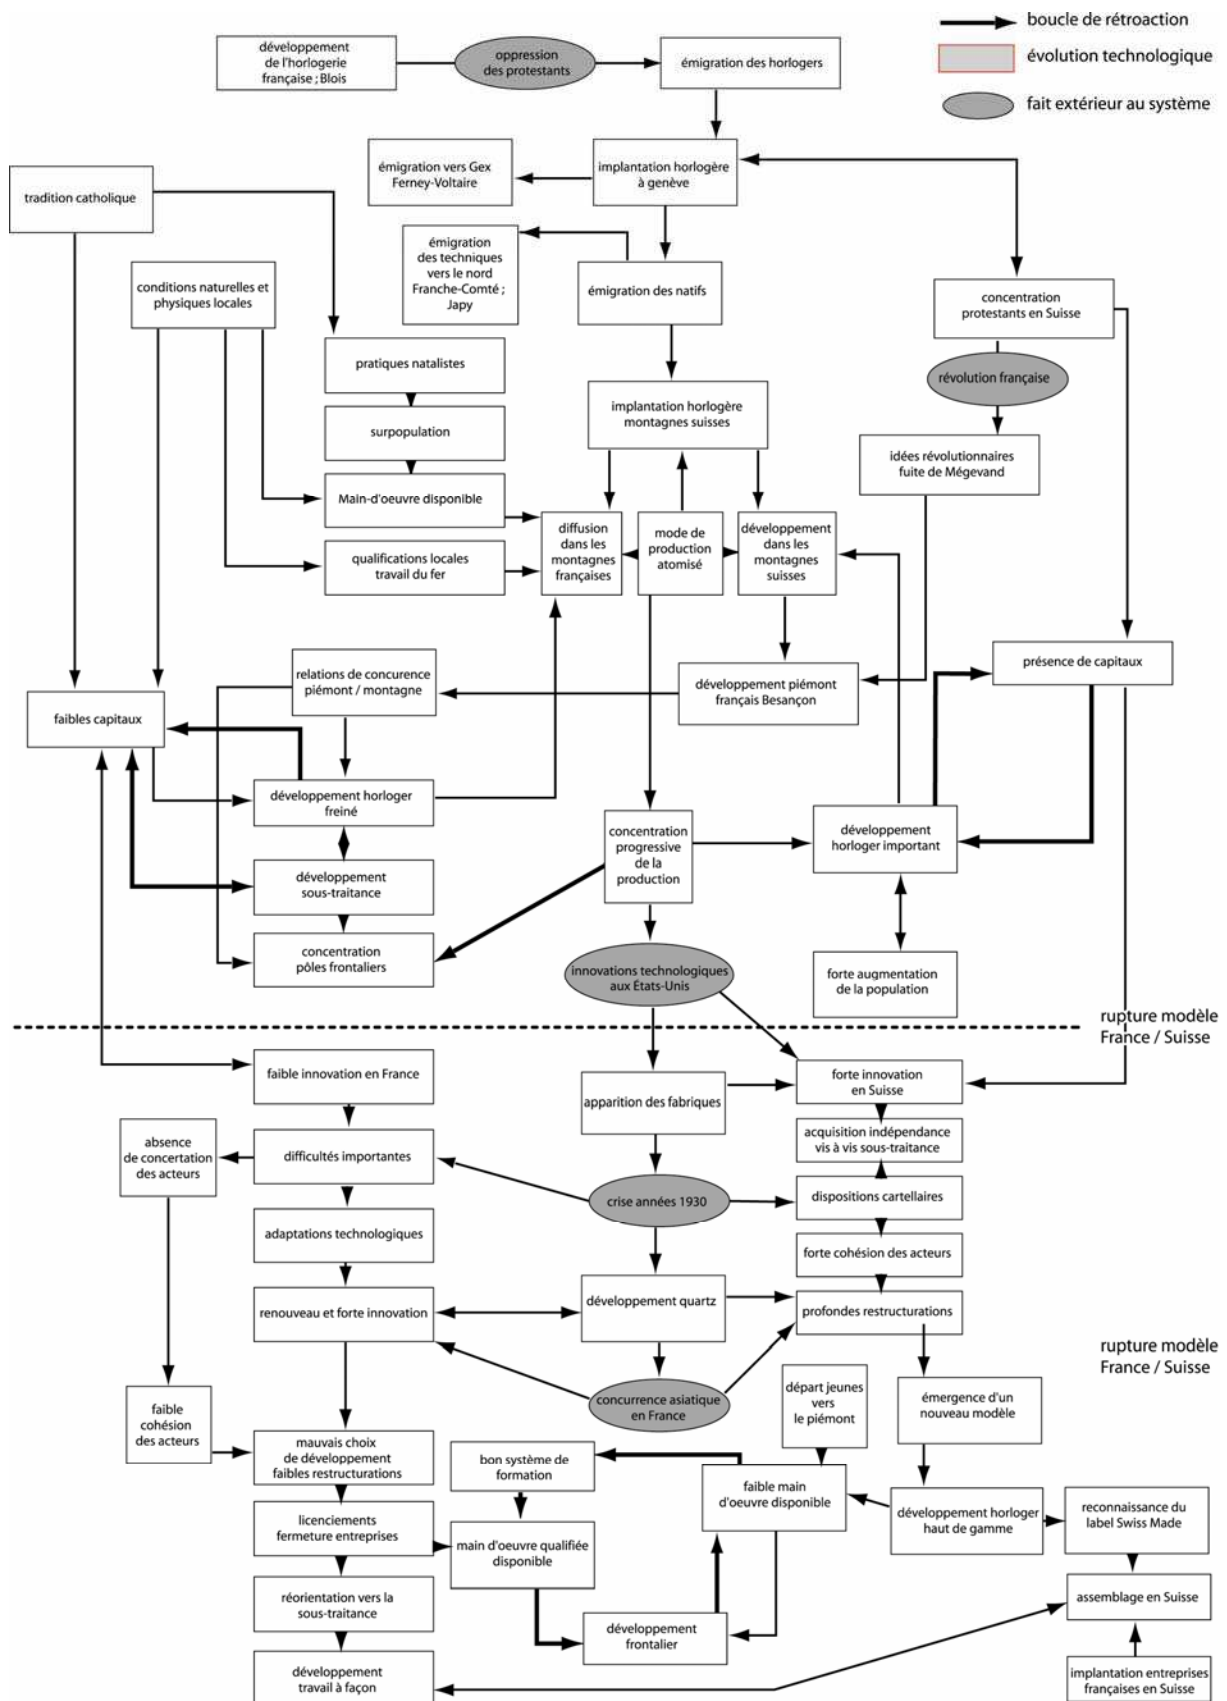 boucle de rétroaction
évolution technologique
fait extérieur au système
développement
de l'horlogerie
française ; Blois
oppression
des protestants
émigration des horlogers
tradition catholique
émigration vers Gex
Ferney-Voltaire
implantation horlogère
à genève
émigration
des techniques
vers le nord
Franche-Comté ;
Japy
émigration des natifs
conditions naturelles et
physiques locales
concentration
protestants en Suisse
pratiques natalistes
révolution française
surpopulation
implantation horlogère
montagnes suisses
idées révolutionnaires
fuite de Mégevand
Main-d'oeuvre disponible
diffusion
dans les
montagnes
françaises
mode de
production
atomisé
développement
dans les
montagnes
suisses
qualifications locales
travail du fer
relations de concurence
piémont / montagne
développement piémont
français Besançon
présence de capitaux
faibles capitaux
développement horloger
freiné
concentration
progressive
de la
production
développement
horloger important
développement
sous-traitance
concentration
pôles frontaliers
innovations technologiques
aux États-Unis
forte augmentation
de la population
rupture modèle
France / Suisse
faible innovation en France
apparition des fabriques
forte innovation
en Suisse
absence
de concertation
des acteurs
difficultés importantes
acquisition indépendance
vis à vis sous-traitance
crise années 1930
dispositions cartellaires
adaptations technologiques
forte cohésion des acteurs
renouveau et forte innovation
développement quartz
profondes restructurations
rupture modèle
France / Suisse
faible
cohésion
des acteurs
concurrence asiatique
en France
départ jeunes
vers
le piémont
émergence d'un
nouveau modèle
mauvais choix
de développement
faibles restructurations
bon système de
formation
faible main
d'oeuvre disponible
développement horloger
haut de gamme
reconnaissance du
label Swiss Made
licenciements
fermeture entreprises
main d'oeuvre qualifiée
disponible
réorientation vers la
sous-traitance
développement
frontalier
assemblage en Suisse
développement
travail à façon
implantation entreprises
françaises en Suisse